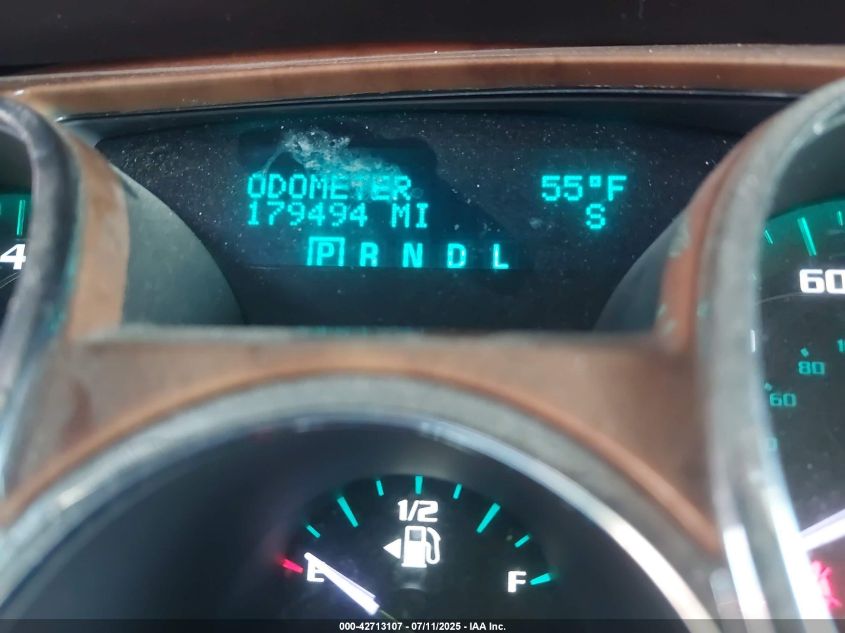 ODOMETER 55°F
179494 MI S
P R N D L
4
60
80
60
1/2
E F
000-42713107 - 07/11/2025 - IAA Inc.